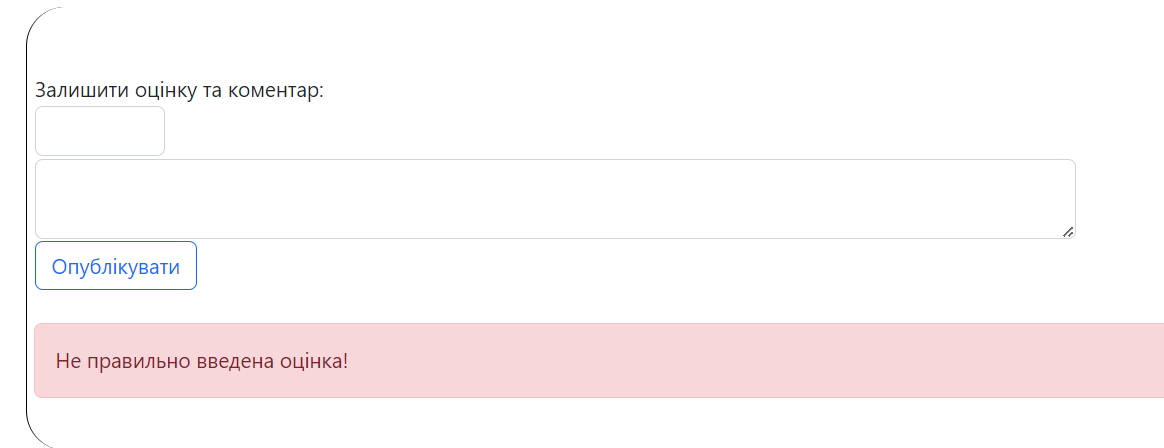 Залишити оцінку та коментар:
Опублікувати
Не правильно введена оцінка!